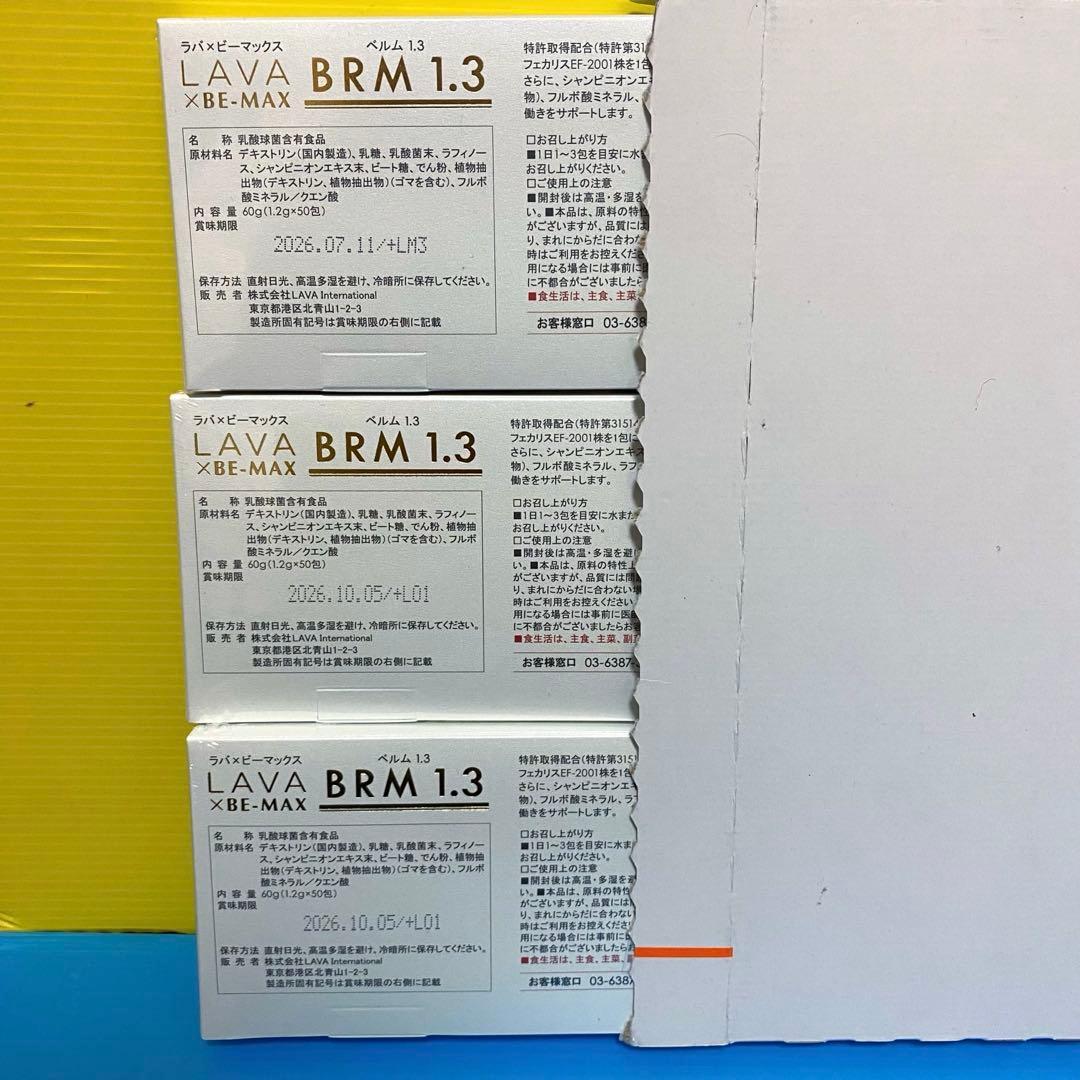 ラバ×ビーマックス
LAVA
×BE-MAX
ベルム 1.3
BRM 1.3
名 称 乳酸球菌含有食品
原材料名 デキストリン(国内製造)、乳糖、乳酸菌末、ラフィノー
ス、シャンピニオンエキス末、ビート糖、でん粉、植物抽
出物(デキストリン、植物抽出物)(ゴマを含む)、フルボ
酸ミネラル／クエン酸
内 容 量 60g(1.2g×50包)
賞味期限
2026.07.11/+LM3
保存方法 直射日光、高温多湿を避け、冷暗所に保存してください。
販 売 者 株式会社LAVA International
東京都港区北青山1-2-3
製造所固有記号は賞味期限の右側に記載
特許取得配合(特許第31
フェカリスEF-2001株を1包
さらに、シャンピニオンエキ
物)、フルボ酸ミネラル、
働きをサポートします。
□お召し上がり方
■1日1～3包を目安に水
お召し上がりください。
□ご使用上の注意
■開封後は高温・多湿を
い。■本品は、原料の特性
がございますが、品質には
り、まれにからだに合わな
時はご利用をお控えくださ
用になる場合には事前に医
に不都合がございましたら
■食生活は、主食、主菜
お客様窓口 03-638
ラバ×ビーマックス
LAVA
×BE-MAX
ベルム 1.3
BRM 1.3
名 称 乳酸球菌含有食品
原材料名 デキストリン(国内製造)、乳糖、乳酸菌末、ラフィノー
ス、シャンピニオンエキス末、ビート糖、でん粉、植物抽
出物(デキストリン、植物抽出物)(ゴマを含む)、フルボ
酸ミネラル／クエン酸
内 容 量 60g(1.2g×50包)
賞味期限
2026.10.05/+L01
保存方法 直射日光、高温多湿を避け、冷暗所に保存してください。
販 売 者 株式会社LAVA International
東京都港区北青山1-2-3
製造所固有記号は賞味期限の右側に記載
特許取得配合(特許第3151
フェカリスEF-2001株を1包に
さらに、シャンピニオンエキス
物)、フルボ酸ミネラル、ラフ
働きをサポートします。
□お召し上がり方
■1日1～3包を目安に水また
お召し上がりください。
□ご使用上の注意
■開封後は高温・多湿を避け
い。■本品は、原料の特性上
がございますが、品質には問
り、まれにからだに合わない
時はご利用をお控えください
用になる場合には事前に医師
に不都合がございましたらお
■食生活は、主食、主菜、副菜
お客様窓口 03-6387-
ラバ×ビーマックス
LAVA
×BE-MAX
ベルム 1.3
BRM 1.3
名 称 乳酸球菌含有食品
原材料名 デキストリン(国内製造)、乳糖、乳酸菌末、ラフィノー
ス、シャンピニオンエキス末、ビート糖、でん粉、植物抽
出物(デキストリン、植物抽出物)(ゴマを含む)、フルボ
酸ミネラル／クエン酸
内 容 量 60g(1.2g×50包)
賞味期限
2026.10.05/+L01
保存方法 直射日光、高温多湿を避け、冷暗所に保存してください。
販 売 者 株式会社LAVA International
東京都港区北青山1-2-3
製造所固有記号は賞味期限の右側に記載
特許取得配合(特許第315
フェカリスEF-2001株を1包
さらに、シャンピニオンエキ
物)、フルボ酸ミネラル、ラ
働きをサポートします。
□お召し上がり方
■1日1～3包を目安に水ま
お召し上がりください。
□ご使用上の注意
■開封後は高温・多湿を避
い。■本品は、原料の特性
がございますが、品質には
り、まれにからだに合わない
時はご利用をお控えくださ
用になる場合には事前に医
に不都合がございましたらお
■食生活は、主食、主菜、
お客様窓口 03-638